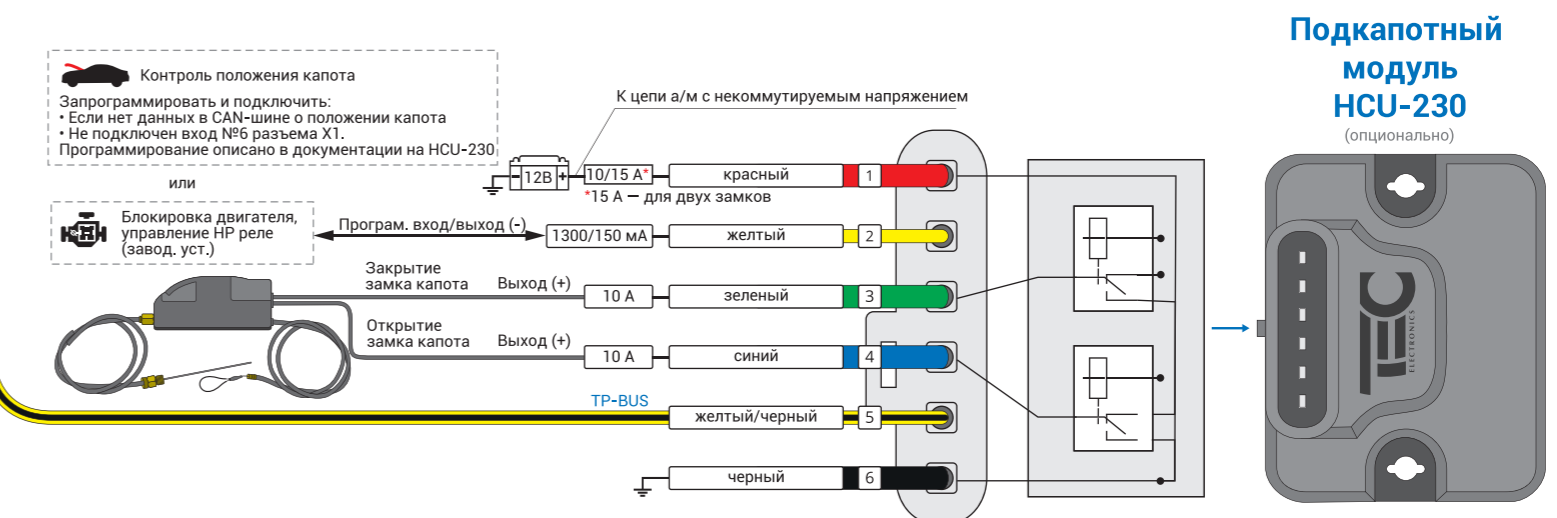 Подкапотный
модуль
HCU-230
(опционально)
Контроль положения капота
Запрограммировать и подключить:
• Если нет данных в CAN-шине о положении капота
• Не подключен вход №6 разъема X1.
Программирование описано в документации на HCU-230
или
Блокировка двигателя,
управление НР реле
(завод. уст.)
Програм. вход/выход (-)
К цепи а/м с некоммутируемым напряжением
- 12В + 10/15 А* красный 1
*15 А — для двух замков
1300/150 мА желтый 2
Закрытие
замка капота
Выход (+) 10 А зеленый 3
Открытие
замка капота
Выход (+) 10 А синий 4
TP-BUS
желтый/черный 5
черный 6
TEC
ELECTRONICS